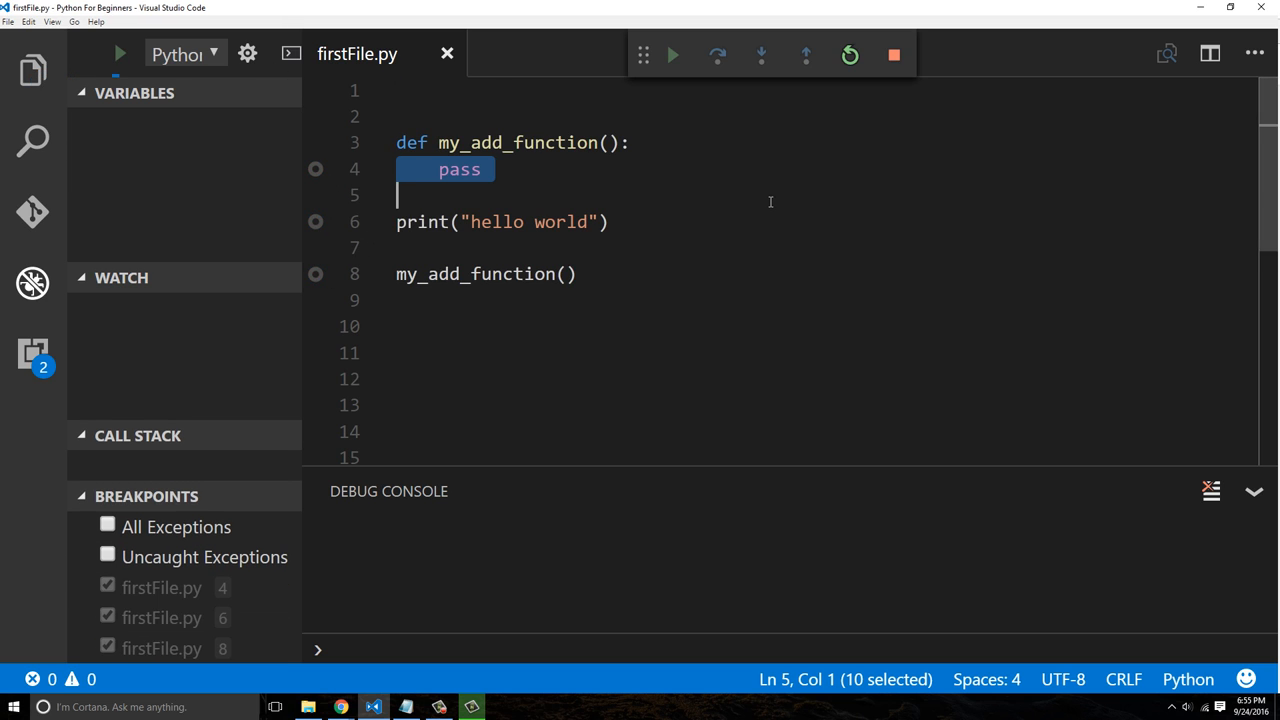 firstFile.py - Python For Beginners - Visual Studio Code
File Edit View Go Help
Pythor
firstFile.py
VARIABLES
WATCH
CALL STACK
BREAKPOINTS
All Exceptions
Uncaught Exceptions
firstFile.py 4
firstFile.py 6
firstFile.py 8
2
1
2
3 def my_add_function():
4 pass
5
6 print("hello world")
7
8 my_add_function()
9
10
11
12
13
14
15
DEBUG CONSOLE
0 0
Ln 5, Col 1 (10 selected) Spaces: 4 UTF-8 CRLF Python
I'm Cortana. Ask me anything.
6:55 PM
9/24/2016